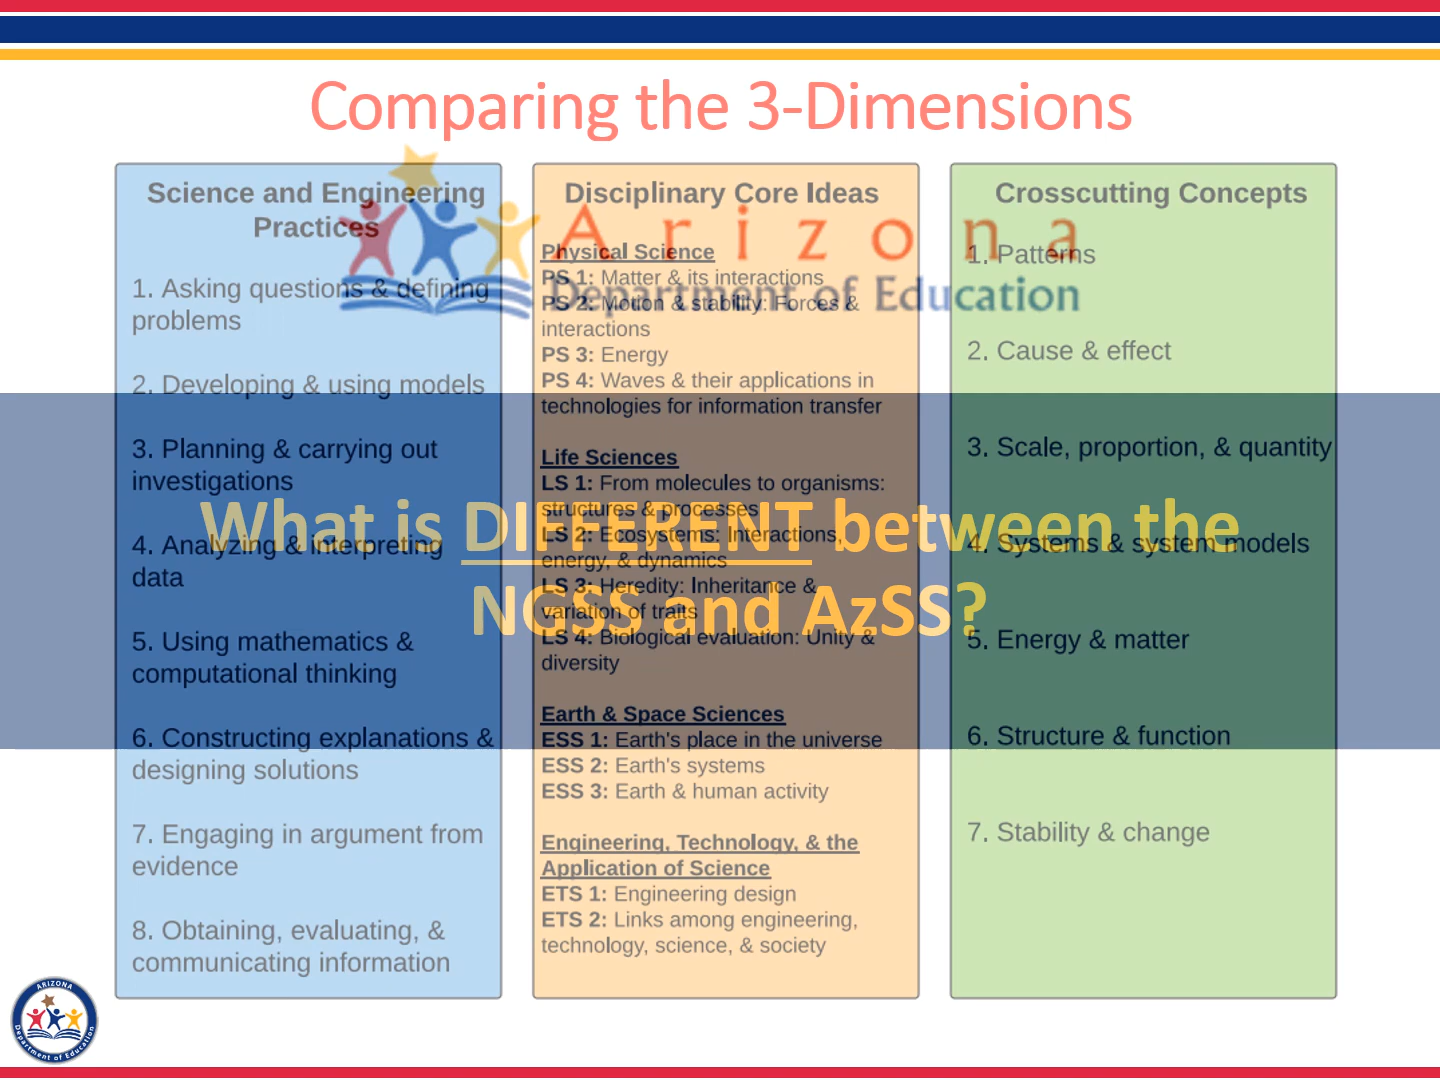 Comparing the 3-Dimensions
Science and Engineering
Practices
1. Asking questions & defining
problems
2. Developing & using models
3. Planning & carrying out
investigations
4. Analyzing & interpreting
data
5. Using mathematics &
computational thinking
6. Constructing explanations &
designing solutions
7. Engaging in argument from
evidence
8. Obtaining, evaluating, &
communicating information
Disciplinary Core Ideas
Physical Science
PS 1: Matter & its interactions
PS 2: Motion & stability: Forces &
interactions
PS 3: Energy
PS 4: Waves & their applications in
technologies for information transfer
Life Sciences
LS 1: From molecules to organisms:
structures & processes
LS 2: Ecosystems: Interactions,
energy, & dynamics
LS 3: Heredity: Inheritance &
variation of traits
LS 4: Biological evaluation: Unity &
diversity
Earth & Space Sciences
ESS 1: Earth's place in the universe
ESS 2: Earth's systems
ESS 3: Earth & human activity
Engineering, Technology, & the
Application of Science
ETS 1: Engineering design
ETS 2: Links among engineering,
technology, science, & society
Crosscutting Concepts
1. Patterns
2. Cause & effect
3. Scale, proportion, & quantity
4. Systems & system models
5. Energy & matter
6. Structure & function
7. Stability & change
Arizona
Department of Education
What is DIFFERENT between the
NGSS and AzSS?
ARIZONA
Department of Education